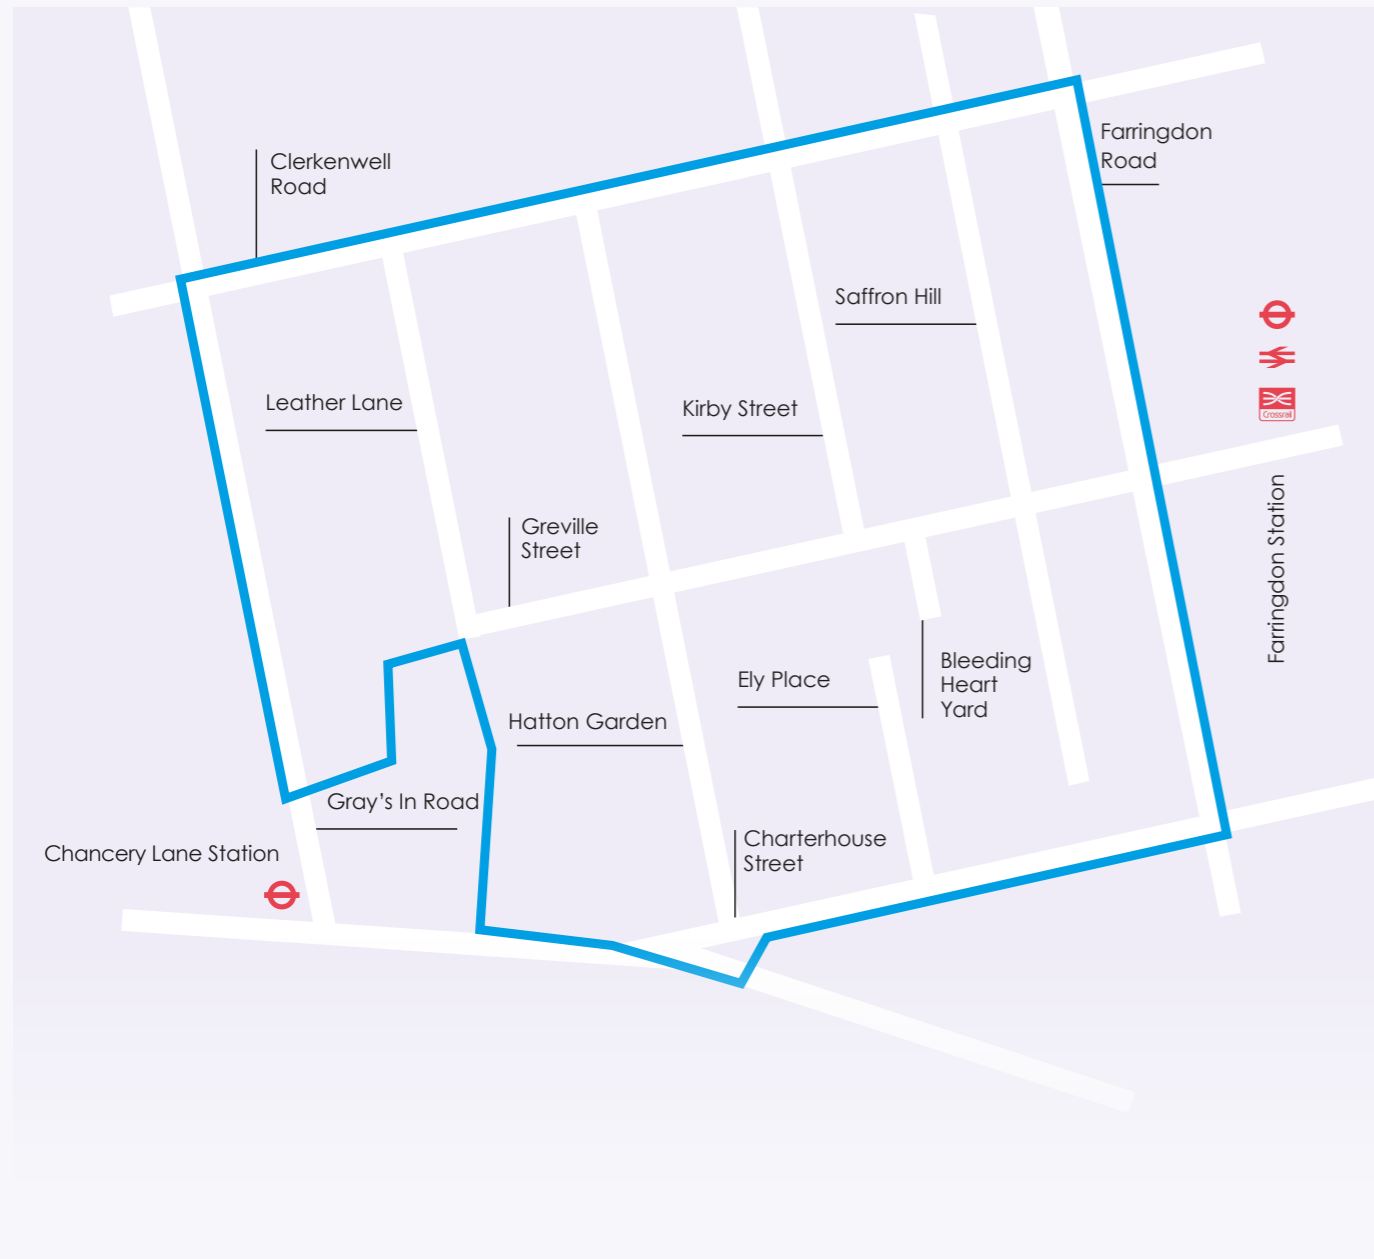 Farringdon
Road
Clerkenwell
Road
Saffron Hill
Leather Lane
Kirby Street
Crossrail
Greville
Street
Farringdon Station
Bleeding
Heart
Yard
Ely Place
Hatton Garden
Gray’s In Road
Charterhouse
Street
Chancery Lane Station